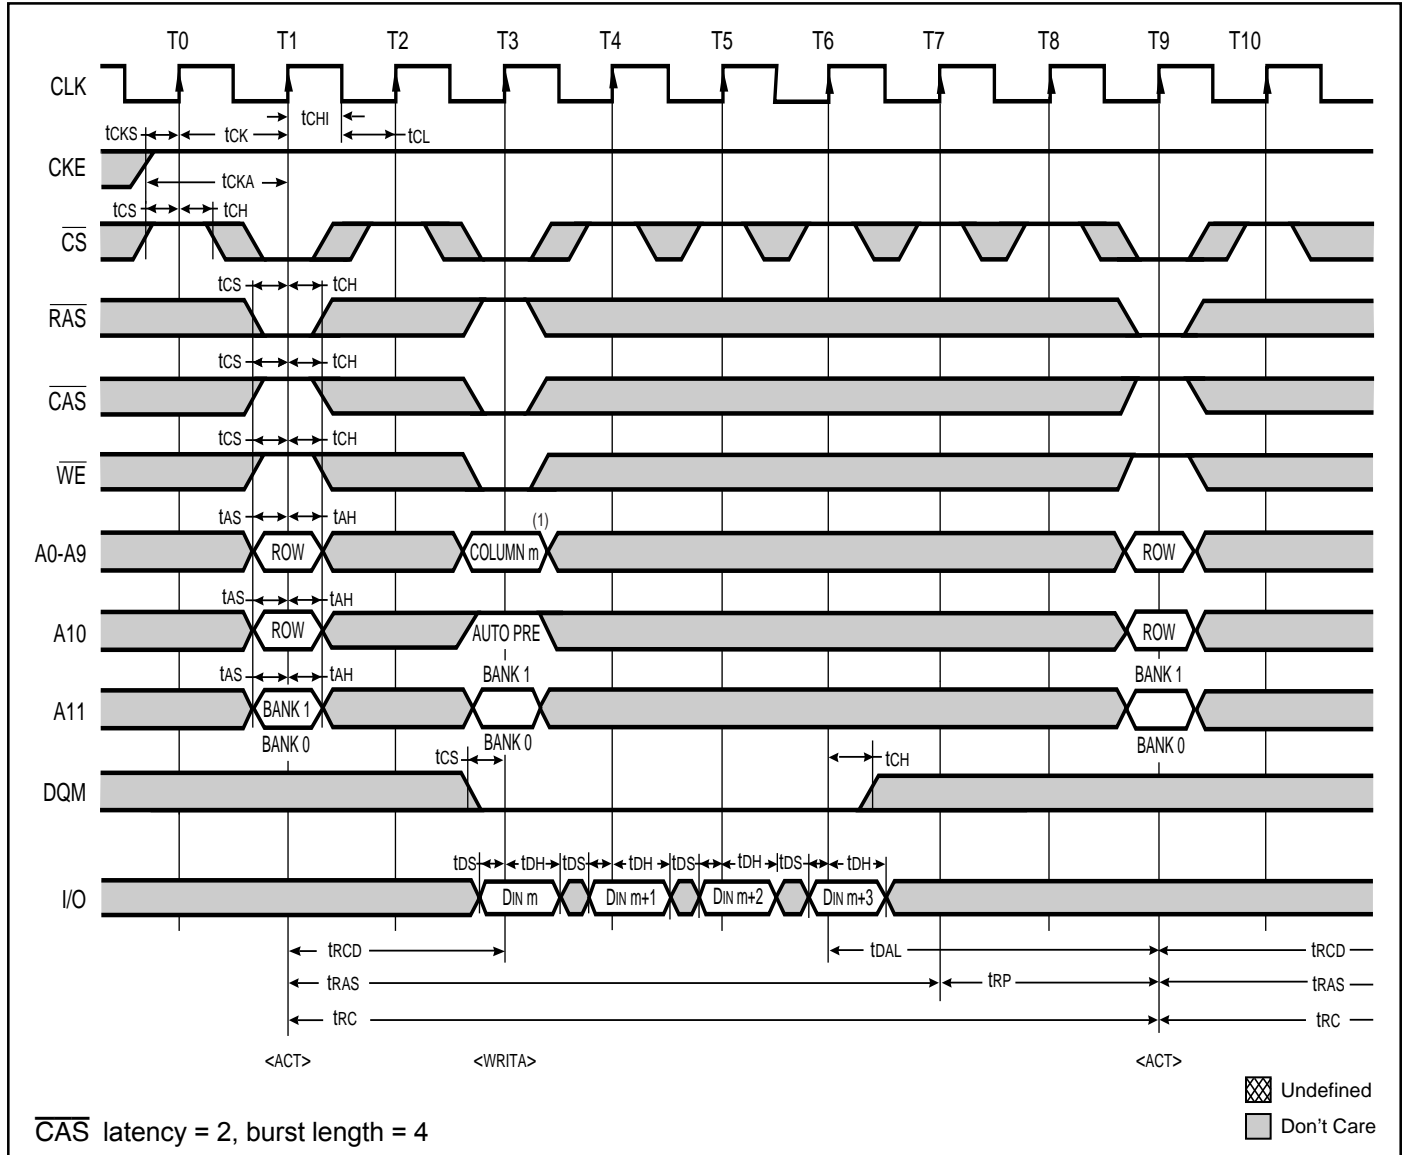 T0 T1 T2 T3 T4 T5 T6 T7 T8 T9 T10
CLK
tCHI
tCKS tCK tCL
CKE
tCKA
tCS tCH
CS
tCS tCH
RAS
tCS tCH
CAS
tCS tCH
WE
tAS tAH (1)
A0-A9 ROW COLUMN m ROW
tAS tAH
A10 ROW AUTO PRE ROW
tAS tAH BANK 1 BANK 1
A11 BANK 1
BANK 0 BANK 0 BANK 0
tCS tCH
DQM
tDS tDH tDS tDH tDS tDH tDS tDH
I/O DIN m DIN m+1 DIN m+2 DIN m+3
tRCD tDAL tRCD
tRAS tRP tRAS
tRC tRC
<ACT> <WRITA> <ACT>
Undefined
Don't Care
CAS latency = 2, burst length = 4